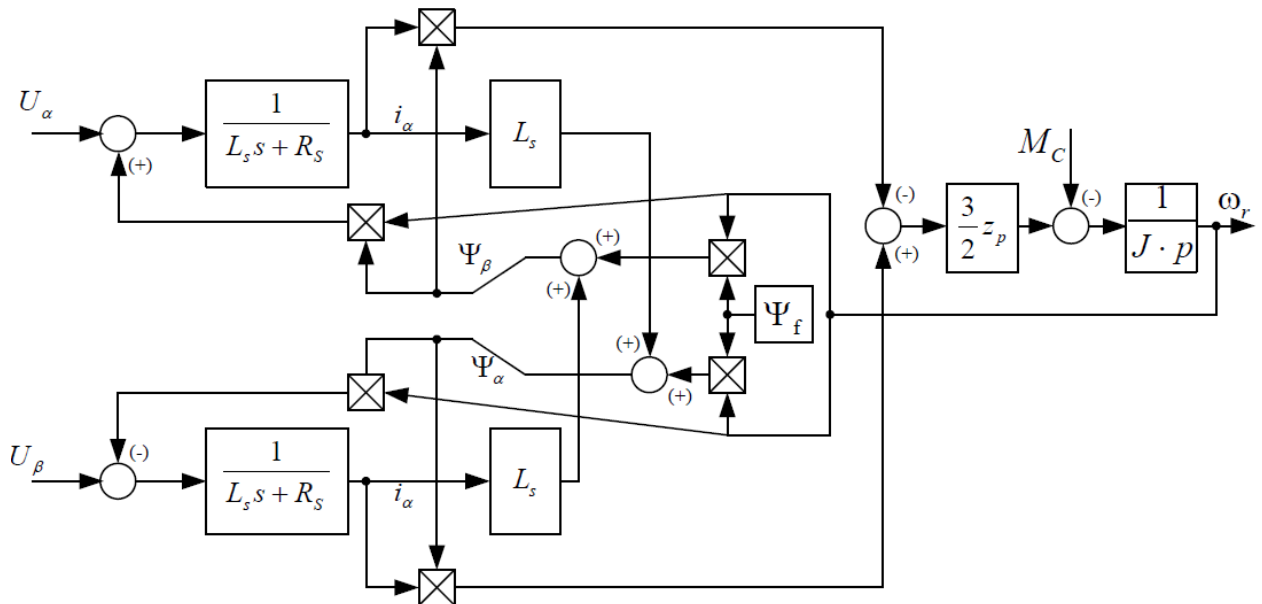 U_α
(+)
1
L_s s + R_S
i_α
L_s
M_C
(-)
(+)
3
2
z_p
(-)
1
J · p
ω_r
Ψ_β
(+)
(+)
Ψ_f
Ψ_α
(+)
(+)
U_β
(-)
1
L_s s + R_S
i_α
L_s